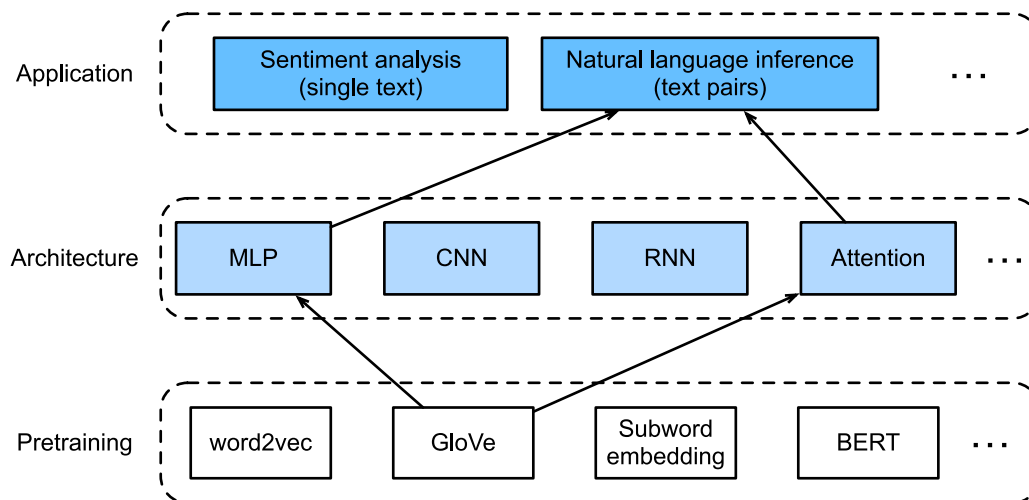 Application
Sentiment analysis
(single text)
Natural language inference
(text pairs)
...
Architecture
MLP
CNN
RNN
Attention
...
Pretraining
word2vec
GloVe
Subword
embedding
BERT
...